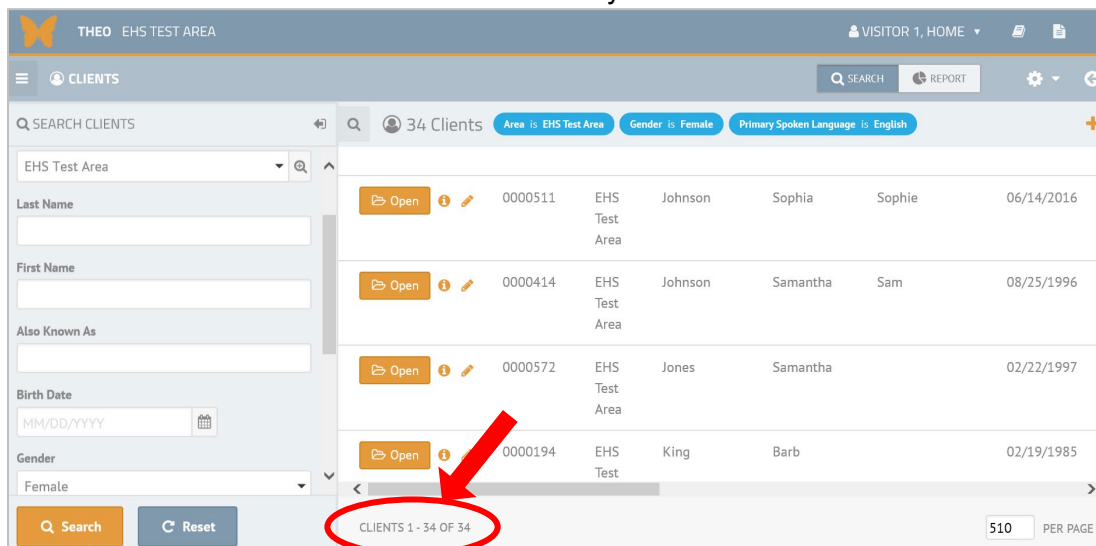 THEO EHS TEST AREA VISITOR 1, HOME
CLIENTS SEARCH REPORT
SEARCH CLIENTS 34 Clients Area is EHS Test Area Gender is Female Primary Spoken Language is English
EHS Test Area
Last Name
First Name
Also Known As
Birth Date
MM/DD/YYYY
Gender
Female
Search Reset
Open 0000511 EHS Test Area Johnson Sophia Sophie 06/14/2016
Open 0000414 EHS Test Area Johnson Samantha Sam 08/25/1996
Open 0000572 EHS Test Area Jones Samantha 02/22/1997
Open 0000194 EHS Test King Barb 02/19/1985
CLIENTS 1 - 34 OF 34 510 PER PAGE